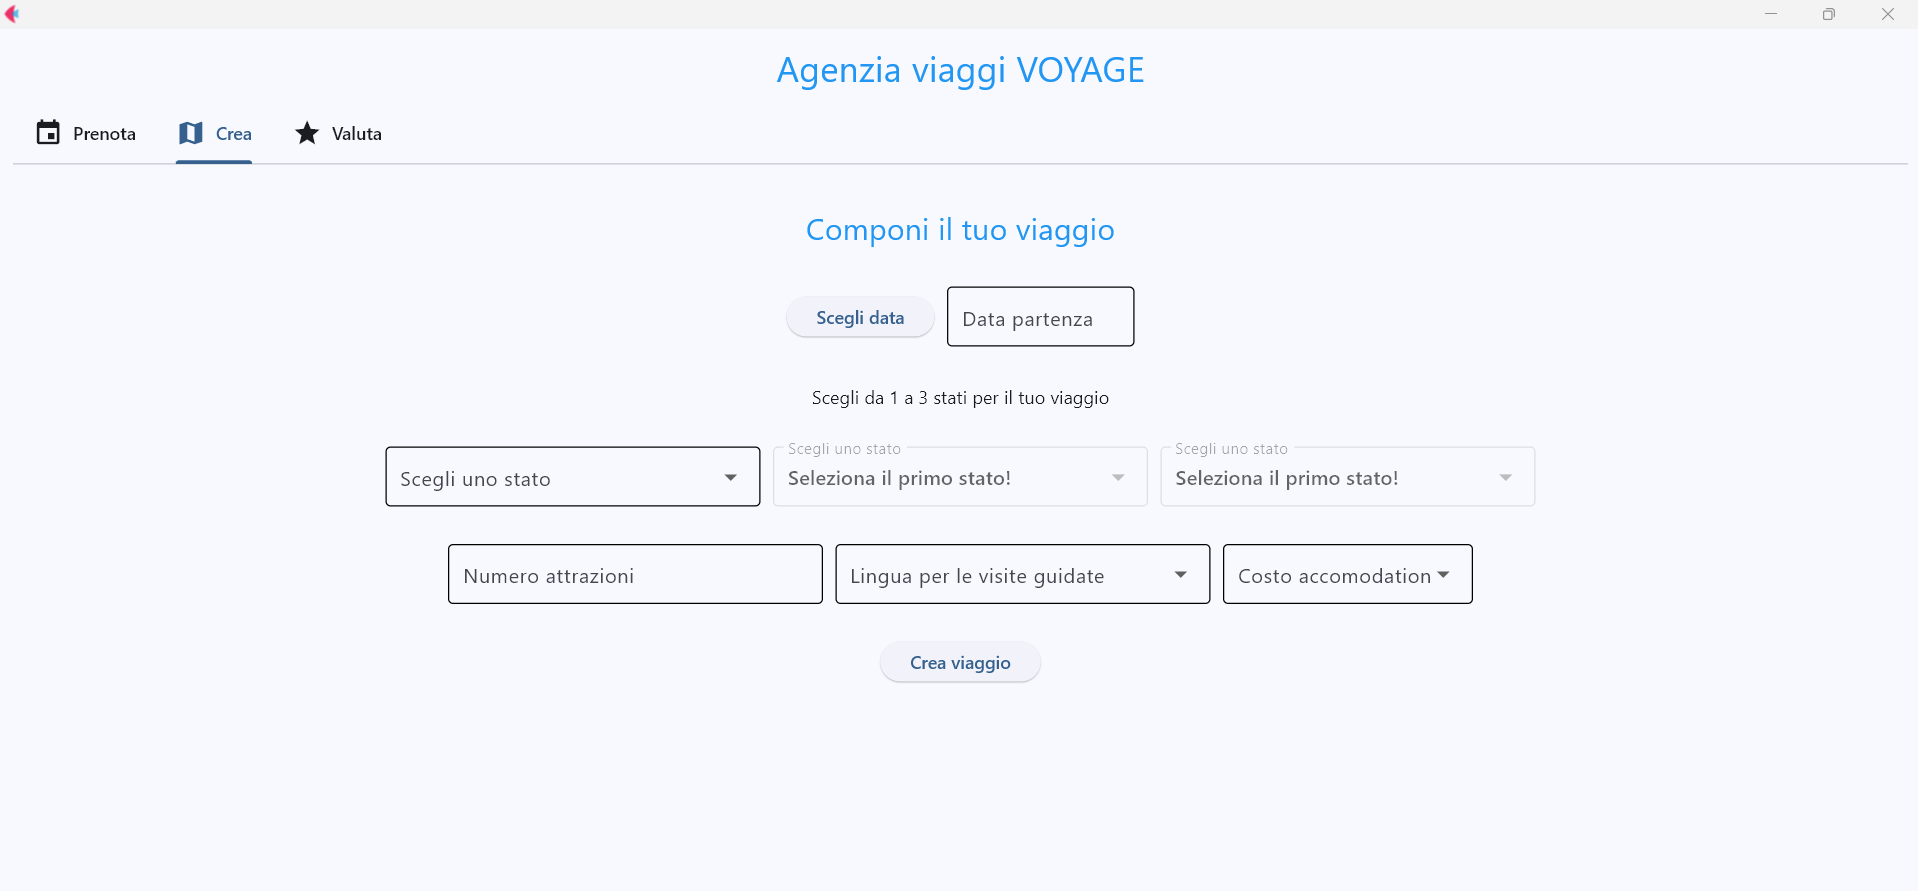 Agenzia viaggi VOYAGE
Prenota Crea Valuta
Componi il tuo viaggio
Scegli data Data partenza
Scegli da 1 a 3 stati per il tuo viaggio
Scegli uno stato Scegli uno stato
Scegli uno stato Seleziona il primo stato! Seleziona il primo stato!
Numero attrazioni Lingua per le visite guidate Costo accomodation
Crea viaggio